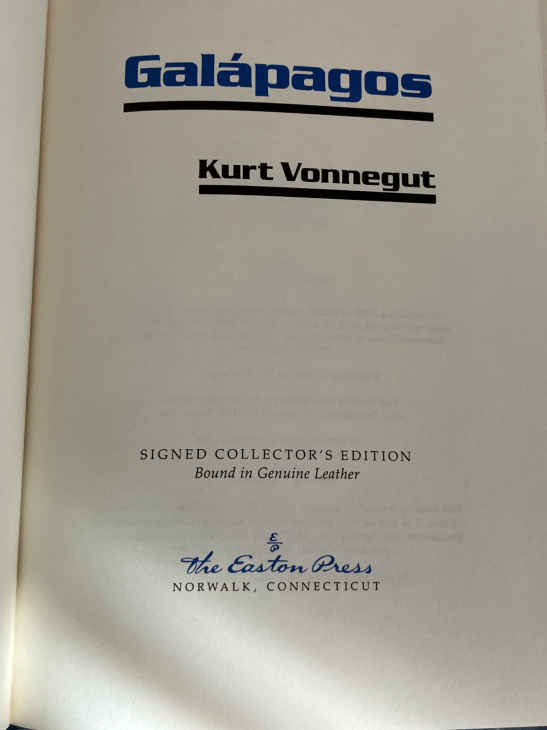 Galápagos
Kurt Vonnegut
SIGNED COLLECTOR'S EDITION
Bound in Genuine Leather
E
P
The Easton Press
NORWALK, CONNECTICUT